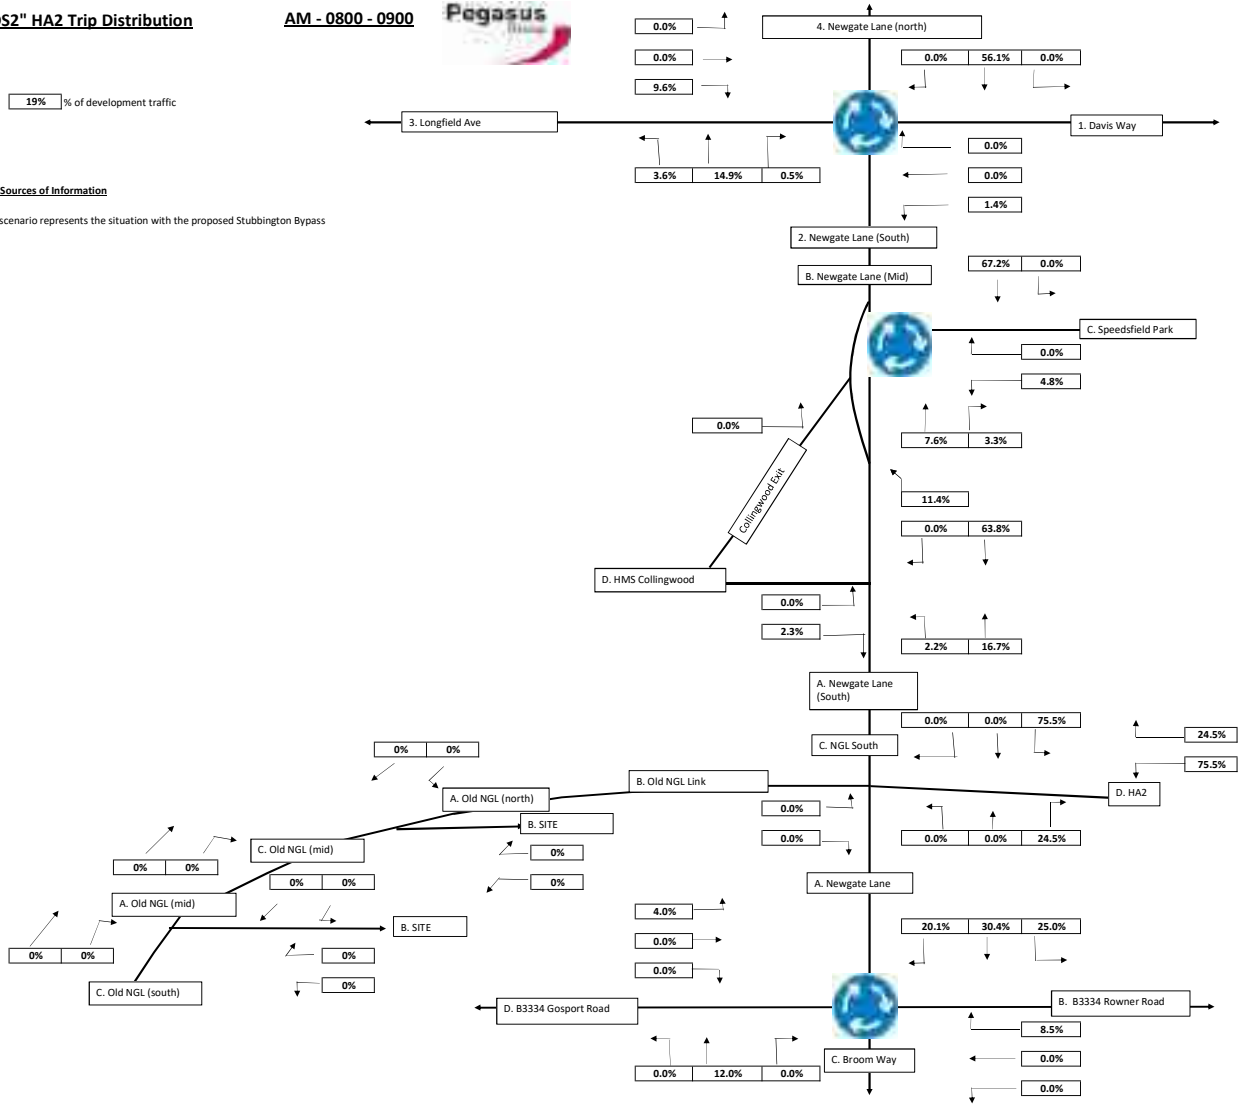 OS2" HA2 Trip Distribution
AM - 0800 - 0900
Pegasus
Group
19% % of development traffic
Sources of Information
scenario represents the situation with the proposed Stubbington Bypass
0.0%
0.0%
9.6%
4. Newgate Lane (north)
0.0% 56.1% 0.0%
3. Longfield Ave
1. Davis Way
3.6% 14.9% 0.5%
0.0%
0.0%
1.4%
2. Newgate Lane (South)
B. Newgate Lane (Mid)
67.2% 0.0%
C. Speedsfield Park
0.0%
4.8%
7.6% 3.3%
0.0%
Collingwood Exit
11.4%
0.0% 63.8%
D. HMS Collingwood
0.0%
2.3%
2.2% 16.7%
A. Newgate Lane
(South)
0.0% 0.0% 75.5%
24.5%
75.5%
C. NGL South
0% 0%
B. Old NGL Link
A. Old NGL (north)
D. HA2
0.0%
0.0%
0.0% 0.0% 24.5%
B. SITE
0%
0%
C. Old NGL (mid)
0% 0%
0% 0%
A. Old NGL (mid)
A. Newgate Lane
B. SITE
0% 0%
0%
0%
C. Old NGL (south)
4.0%
0.0%
0.0%
20.1% 30.4% 25.0%
D. B3334 Gosport Road
B. B3334 Rowner Road
0.0% 12.0% 0.0%
C. Broom Way
8.5%
0.0%
0.0%